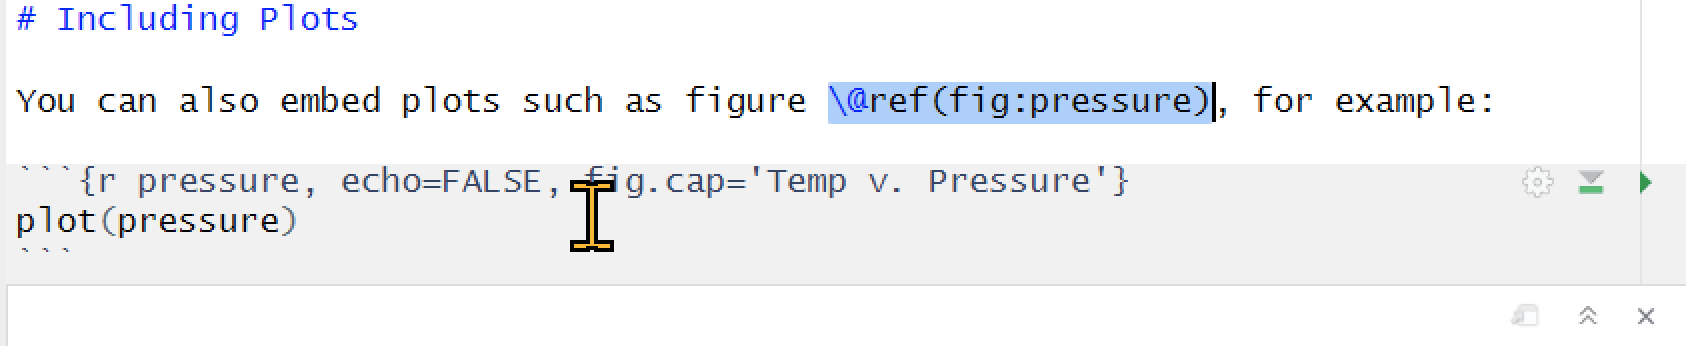 # Including Plots
You can also embed plots such as figure \@ref(fig:pressure), for example:
```{r pressure, echo=FALSE, fig.cap='Temp v. Pressure'}
plot(pressure)
```